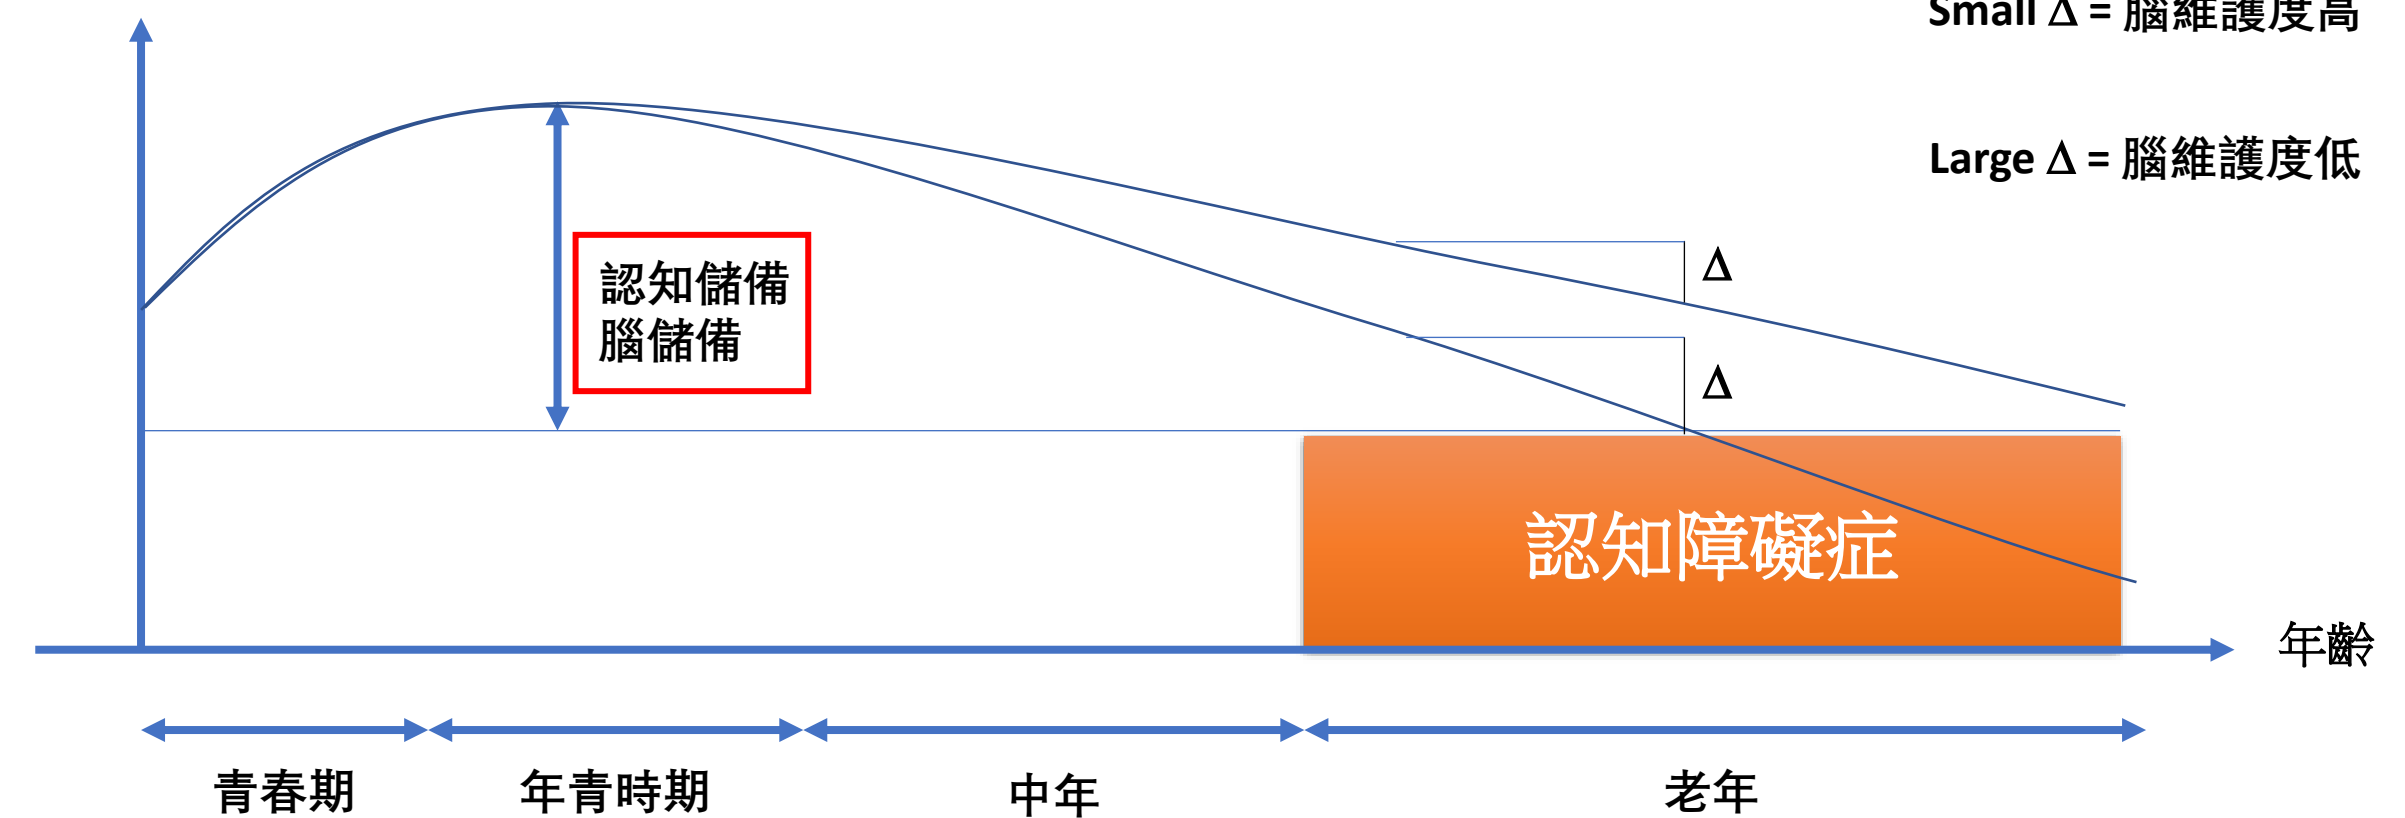 Small Δ = 腦維護度高
Large Δ = 腦維護度低
認知儲備
腦儲備
Δ
Δ
認知障礙症
年齡
青春期
年青時期
中年
老年